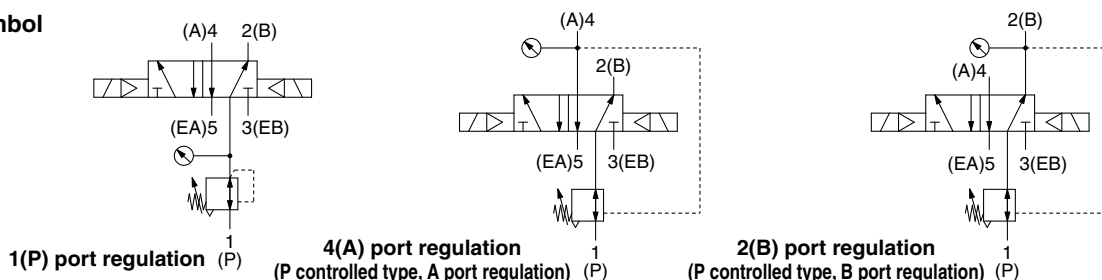 mbol
(A)4 2(B)
(EA)5 3(EB)
1
(P)
1(P) port regulation
(A)4
2(B)
(EA)5 3(EB)
1
(P)
4(A) port regulation
(P controlled type, A port regulation)
2(B)
(A)4
(EA)5 3(EB)
1
(P)
2(B) port regulation
(P controlled type, B port regulation)